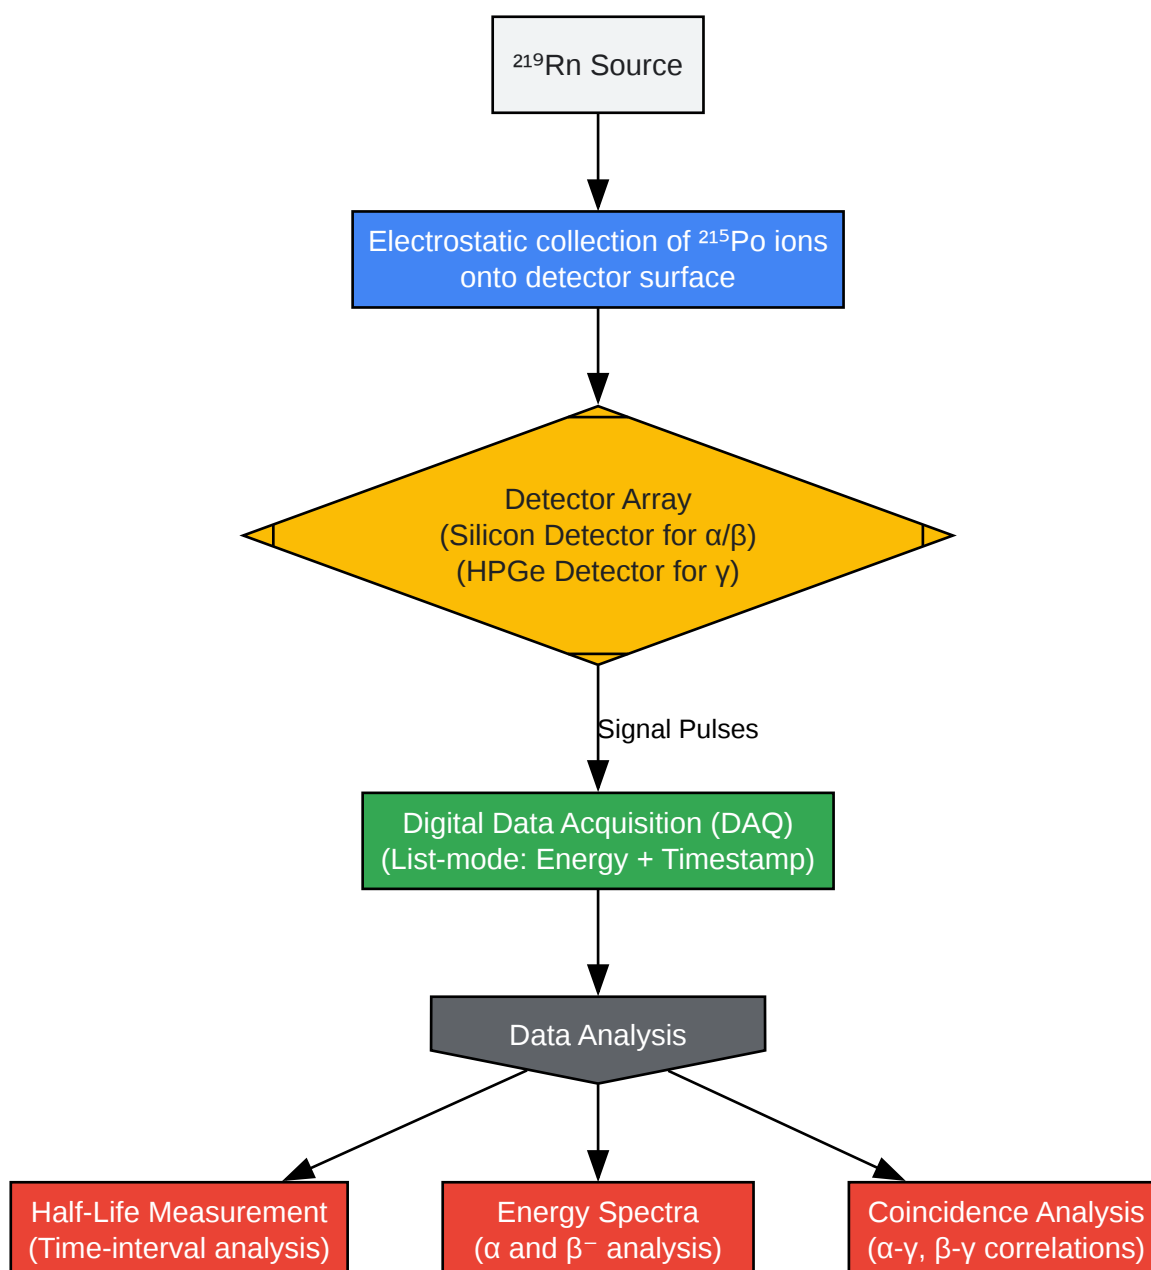 ²¹⁹Rn Source
Electrostatic collection of ²¹⁵Po ions
onto detector surface
Detector Array
(Silicon Detector for α/β)
(HPGe Detector for γ)
Signal Pulses
Digital Data Acquisition (DAQ)
(List-mode: Energy + Timestamp)
Data Analysis
Half-Life Measurement
(Time-interval analysis)
Energy Spectra
(α and β⁻ analysis)
Coincidence Analysis
(α-γ, β-γ correlations)